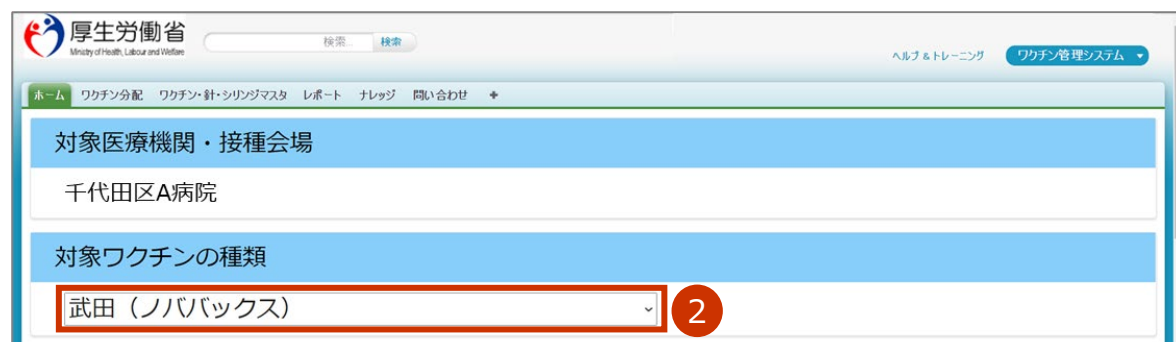 厚生労働省
Ministry of Health, Labour and Welfare
検索... 検索
ヘルプ & トレーニング ワクチン管理システム
ホーム ワクチン分配 ワクチン・針・シリンジマスタ レポート ナレッジ 問い合わせ +
対象医療機関・接種会場
千代田区A病院
対象ワクチンの種類
武田（ノババックス） 2